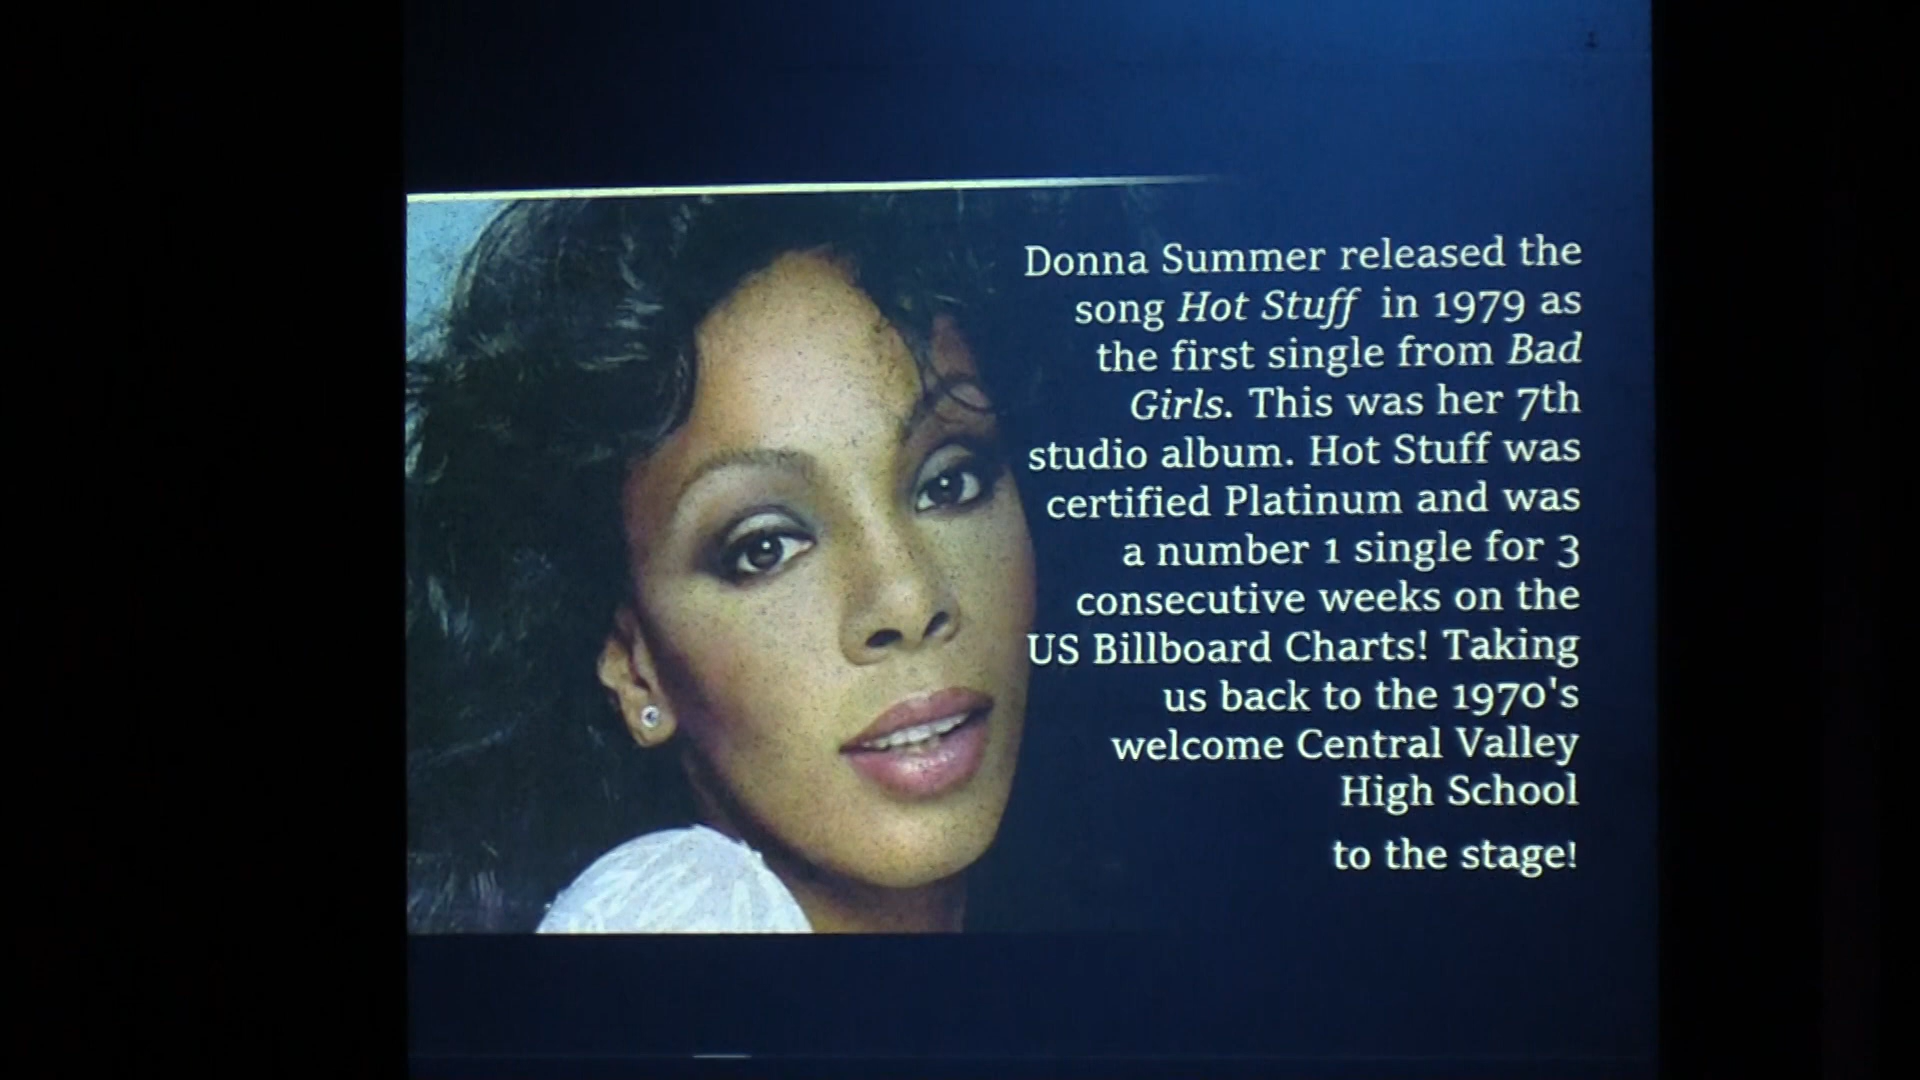 Donna Summer released the
song Hot Stuff in 1979 as
the first single from Bad
Girls. This was her 7th
studio album. Hot Stuff was
certified Platinum and was
a number 1 single for 3
consecutive weeks on the
US Billboard Charts! Taking
us back to the 1970's
welcome Central Valley
High School
to the stage!